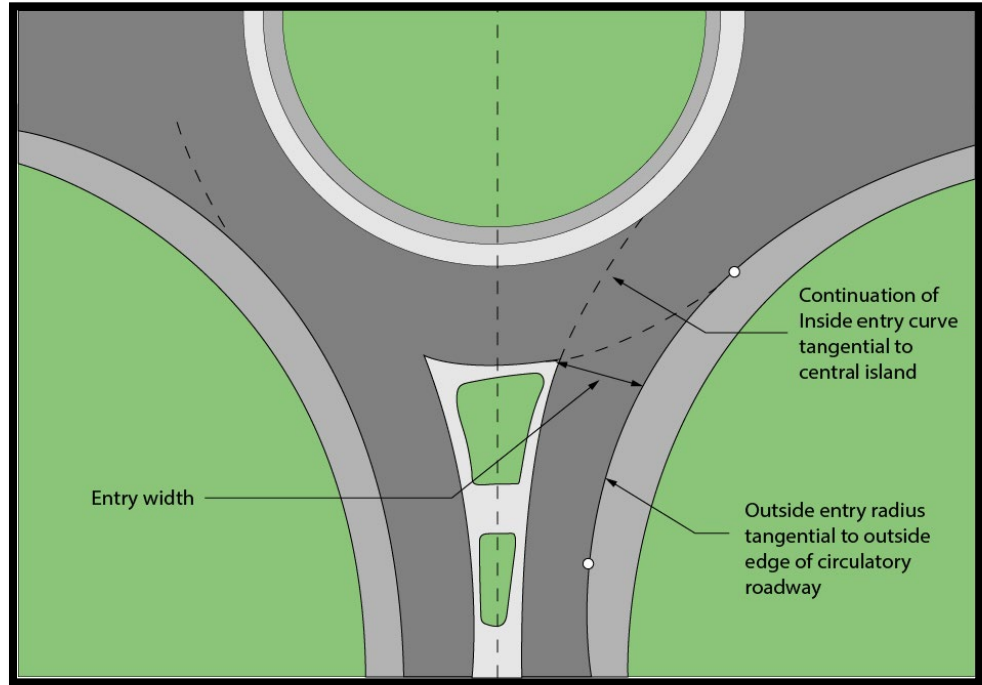 Continuation of
Inside entry curve
tangential to
central island
Entry width
Outside entry radius
tangential to outside
edge of circulatory
roadway